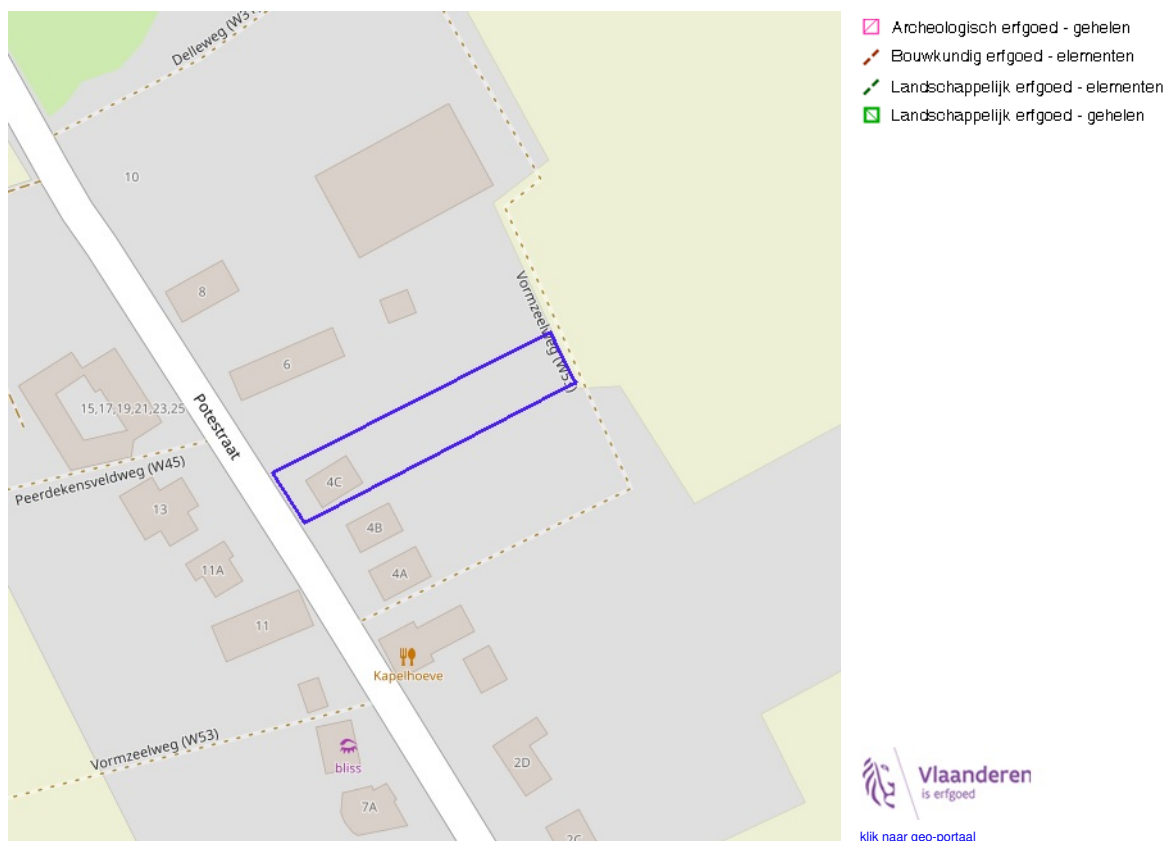 Delleweg (W37)
10
8
6
Vormzeelweg (W53)
15,17,19,21,23,25
Potestraat
Peerdekensveldweg (W45)
4C
13
4B
11A
4A
11
Kapelhoeve
Vormzeelweg (W53)
bliss
2D
7A
2C
Archeologisch erfgoed - gehelen
Bouwkundig erfgoed - elementen
Landschappelijk erfgoed - elementen
Landschappelijk erfgoed - gehelen
Vlaanderen
is erfgoed
klik naar geo-portaal